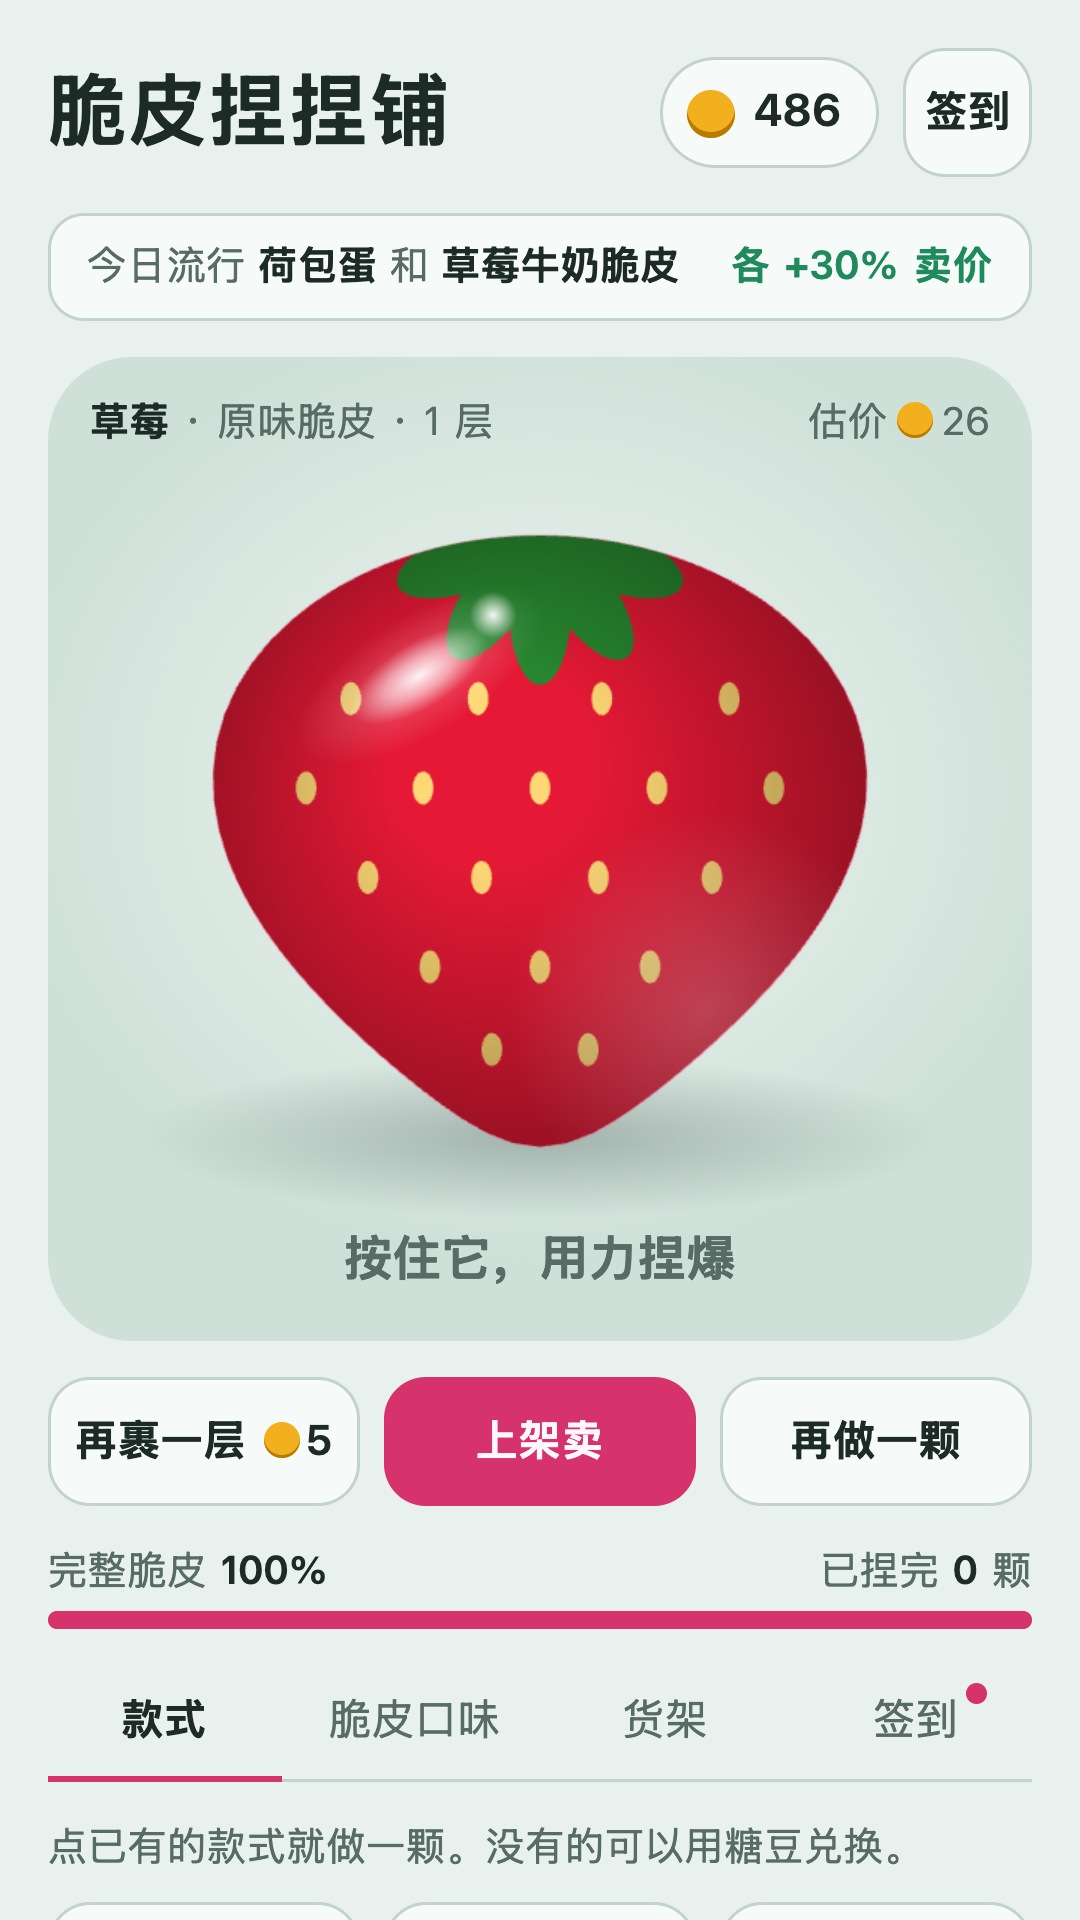 脆皮捏捏铺
486
签到
今日流行 荷包蛋 和 草莓牛奶脆皮 各 +30% 卖价
草莓 · 原味脆皮 · 1 层
估价 26
按住它，用力捏爆
再裹一层 5
上架卖
再做一颗
完整脆皮 100%
已捏完 0 颗
款式
脆皮口味
货架
签到
点已有的款式就做一颗。没有的可以用糖豆兑换。